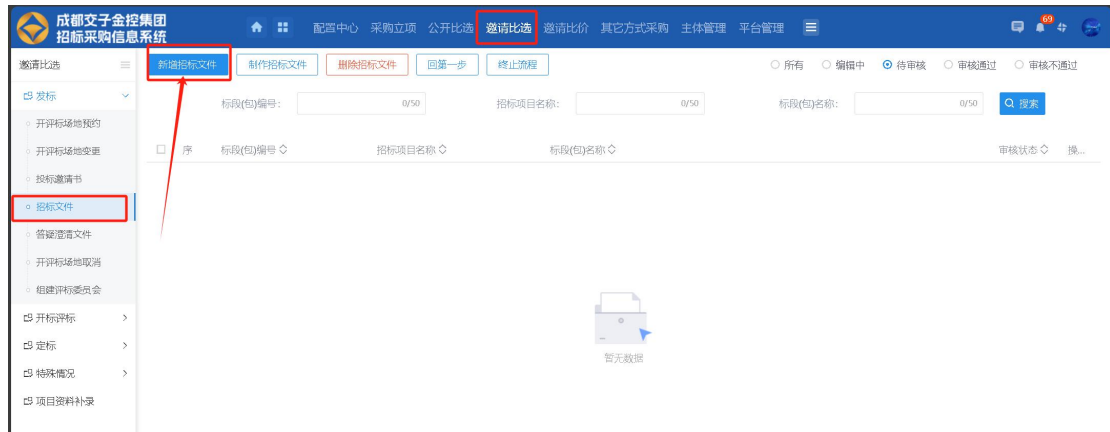 成都交子金控集团
招标采购信息系统
配置中心 采购立项 公开比选 邀请比选 邀请比价 其它方式采购 主体管理 平台管理
69
邀请比选
新增招标文件 制作招标文件 删除招标文件 回第一步 终止流程
所有 编辑中 待审核 审核通过 审核不通过
发标
标段(包)编号: 0/50 招标项目名称: 0/50 标段(包)名称: 0/50 搜索
开评标场地预约
开评标场地变更
序 标段(包)编号 招标项目名称 标段(包)名称 审核状态 操...
投标邀请书
招标文件
答疑澄清文件
开评标场地取消
组建评标委员会
开标评标
定标
暂无数据
特殊情况
项目资料补录